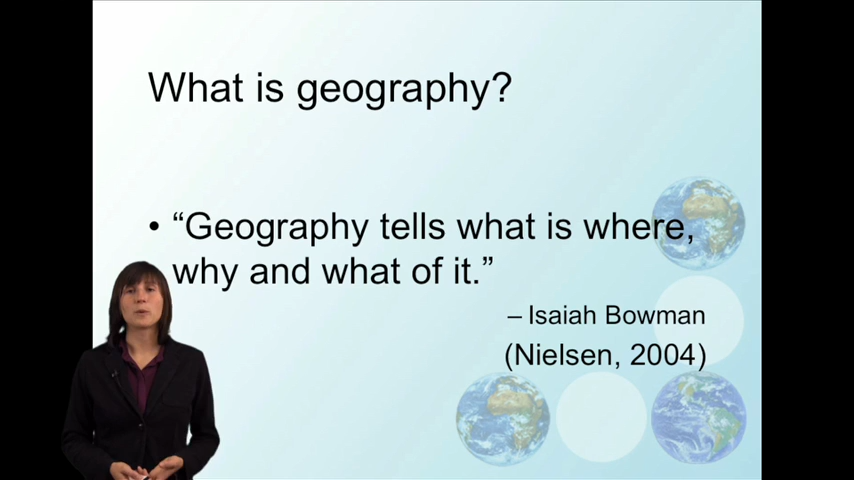 What is geography?
• “Geography tells what is where,
why and what of it.”
– Isaiah Bowman
(Nielsen, 2004)